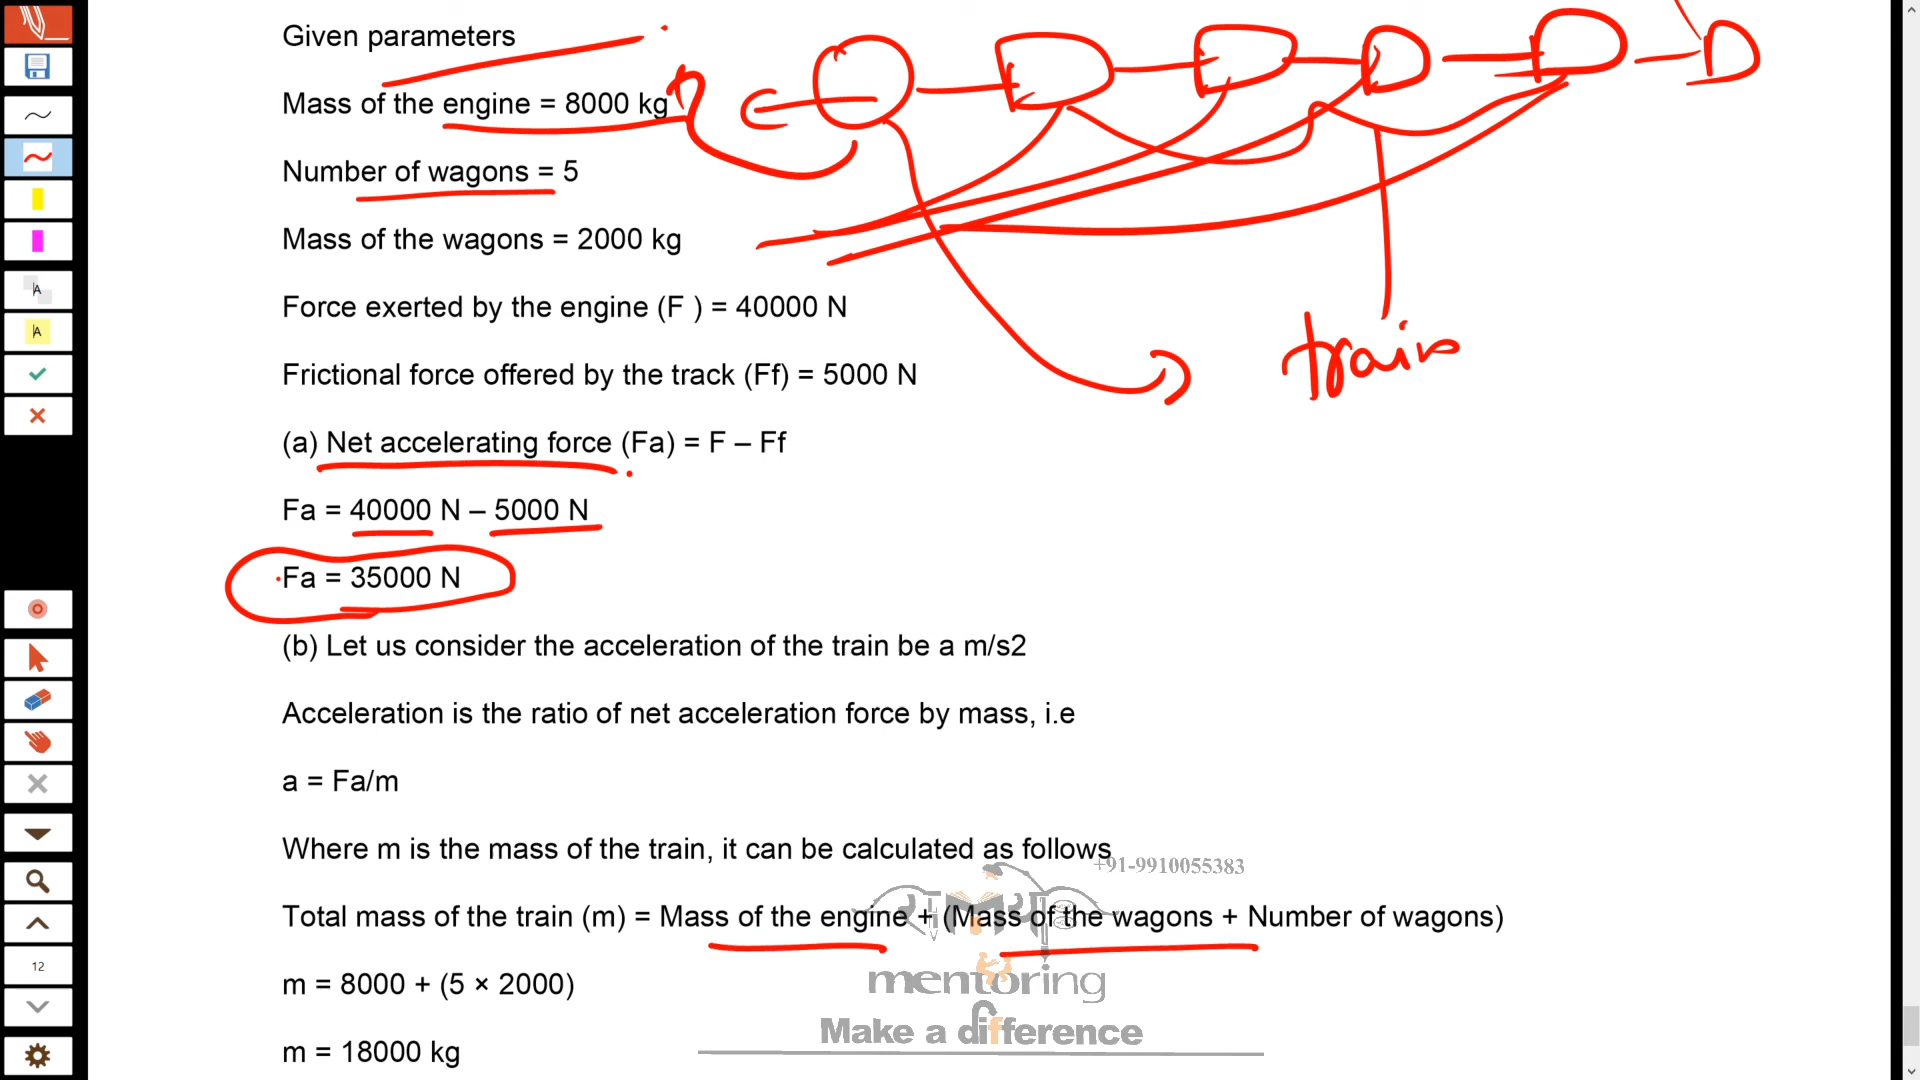 Given parameters
Mass of the engine = 8000 kg
Number of wagons = 5
Mass of the wagons = 2000 kg
Force exerted by the engine (F ) = 40000 N
train
Frictional force offered by the track (Ff) = 5000 N
(a) Net accelerating force (Fa) = F – Ff
Fa = 40000 N – 5000 N
Fa = 35000 N
(b) Let us consider the acceleration of the train be a m/s2
Acceleration is the ratio of net acceleration force by mass, i.e
a = Fa/m
Where m is the mass of the train, it can be calculated as follows
+91-9910055383
Total mass of the train (m) = Mass of the engine + (Mass of the wagons + Number of wagons)
m = 8000 + (5 × 2000)
mentoring
Make a difference
m = 18000 kg
12